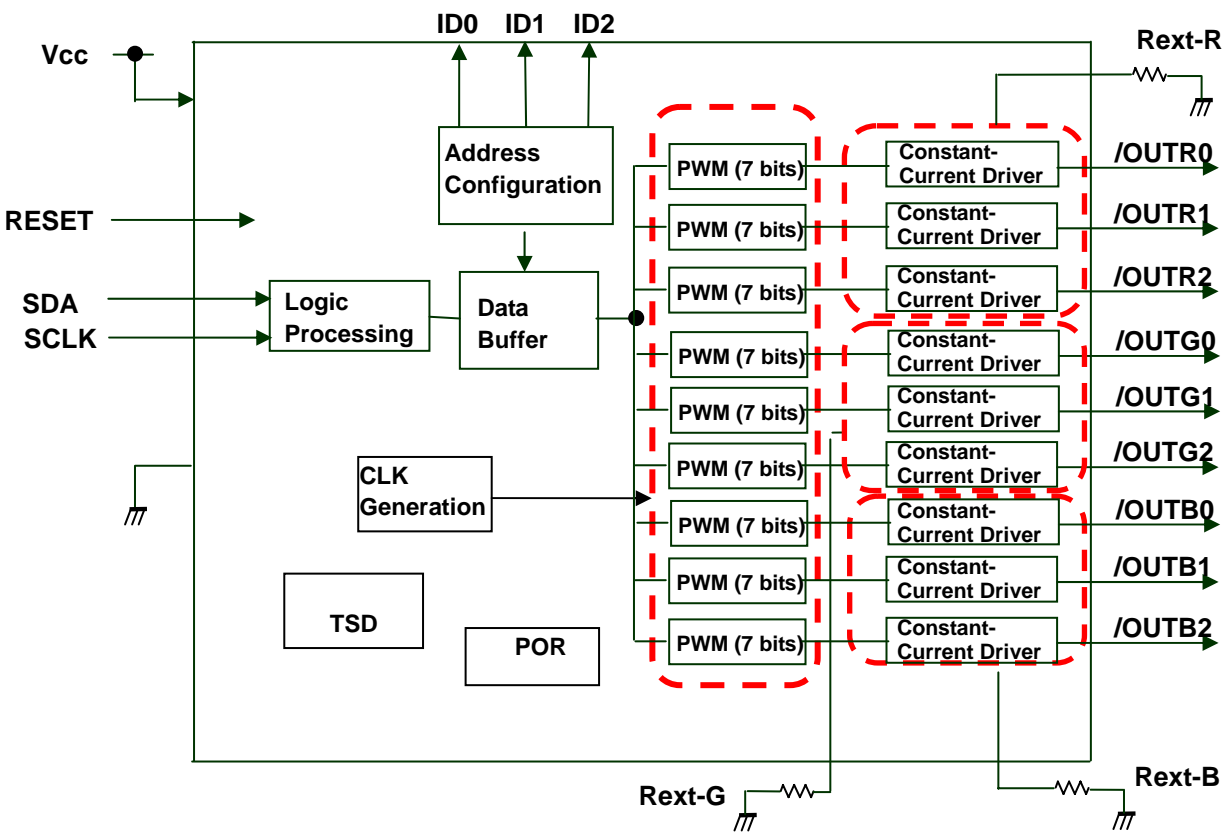 ID0 ID1 ID2
Vcc
Rext-R
Address
Configuration
RESET
SDA
SCLK
Logic
Processing
Data
Buffer
CLK
Generation
TSD
POR
PWM (7 bits)
PWM (7 bits)
PWM (7 bits)
PWM (7 bits)
PWM (7 bits)
PWM (7 bits)
PWM (7 bits)
PWM (7 bits)
PWM (7 bits)
Constant-
Current Driver
/OUTR0
Constant-
Current Driver
/OUTR1
Constant-
Current Driver
/OUTR2
Constant-
Current Driver
/OUTG0
Constant-
Current Driver
/OUTG1
Constant-
Current Driver
/OUTG2
Constant-
Current Driver
/OUTB0
Constant-
Current Driver
/OUTB1
Constant-
Current Driver
/OUTB2
Rext-G
Rext-B